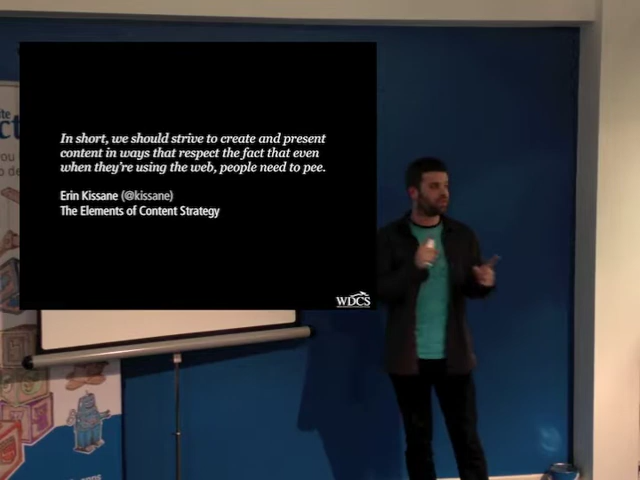 In short, we should strive to create and present
content in ways that respect the fact that even
when they're using the web, people need to pee.
Erin Kissane (@kissane)
The Elements of Content Strategy
WDCS